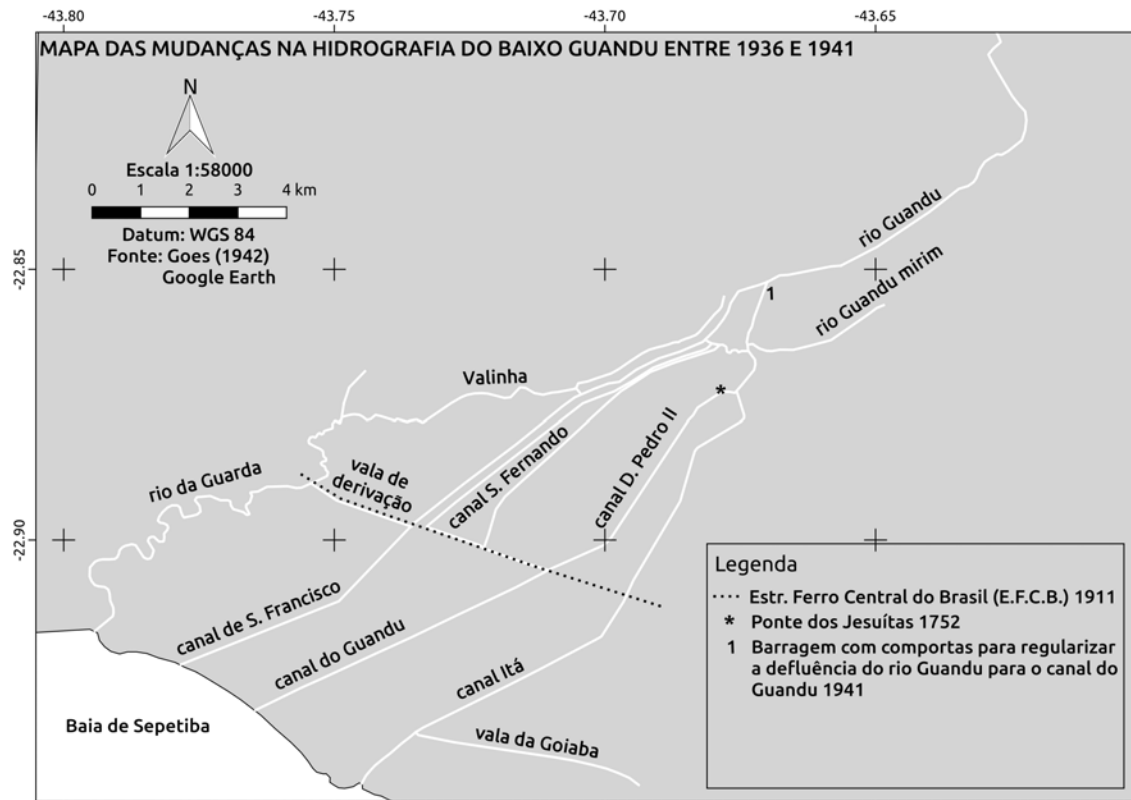 -43.80
-43.75
-43.70
-43.65
MAPA DAS MUDANÇAS NA HIDROGRAFIA DO BAIXO GUANDU ENTRE 1936 E 1941
N
Escala 1:58000
0 1 2 3 4 km
Datum: WGS 84
Fonte: Goes (1942)
Google Earth
-22.85
-22.90
rio Guandu
1
rio Guandu mirim
Valinha
*
rio da Guarda
vala de
derivação
canal S. Fernando
canal D. Pedro II
canal de S. Francisco
canal do Guandu
canal Itá
vala da Goiaba
Baia de Sepetiba
Legenda
Estr. Ferro Central do Brasil (E.F.C.B.) 1911
* Ponte dos Jesuítas 1752
1 Barragem com comportas para regularizar
a defluência do rio Guandu para o canal do
Guandu 1941